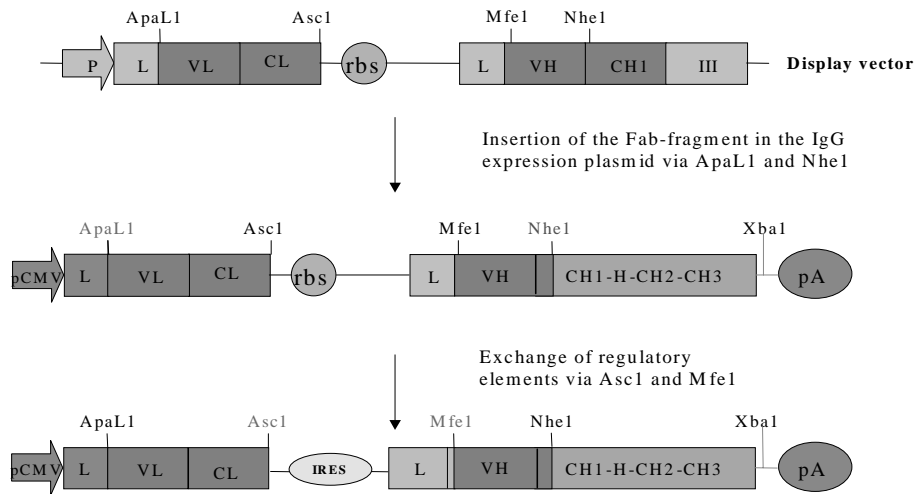 ApaL1 Asc1 Mfe1 Nhe1
P L VL CL rbs L VH CH1 III Display vector
Insertion of the Fab-fragment in the IgG
expression plasmid via ApaL1 and Nhe1
ApaL1 Asc1 Mfe1 Nhe1 Xba1
pCMV L VL CL rbs L VH CH1-H-CH2-CH3 pA
Exchange of regulatory
elements via Asc1 and Mfe1
ApaL1 Asc1 Mfe1 Nhe1 Xba1
pCMV L VL CL IRES L VH CH1-H-CH2-CH3 pA